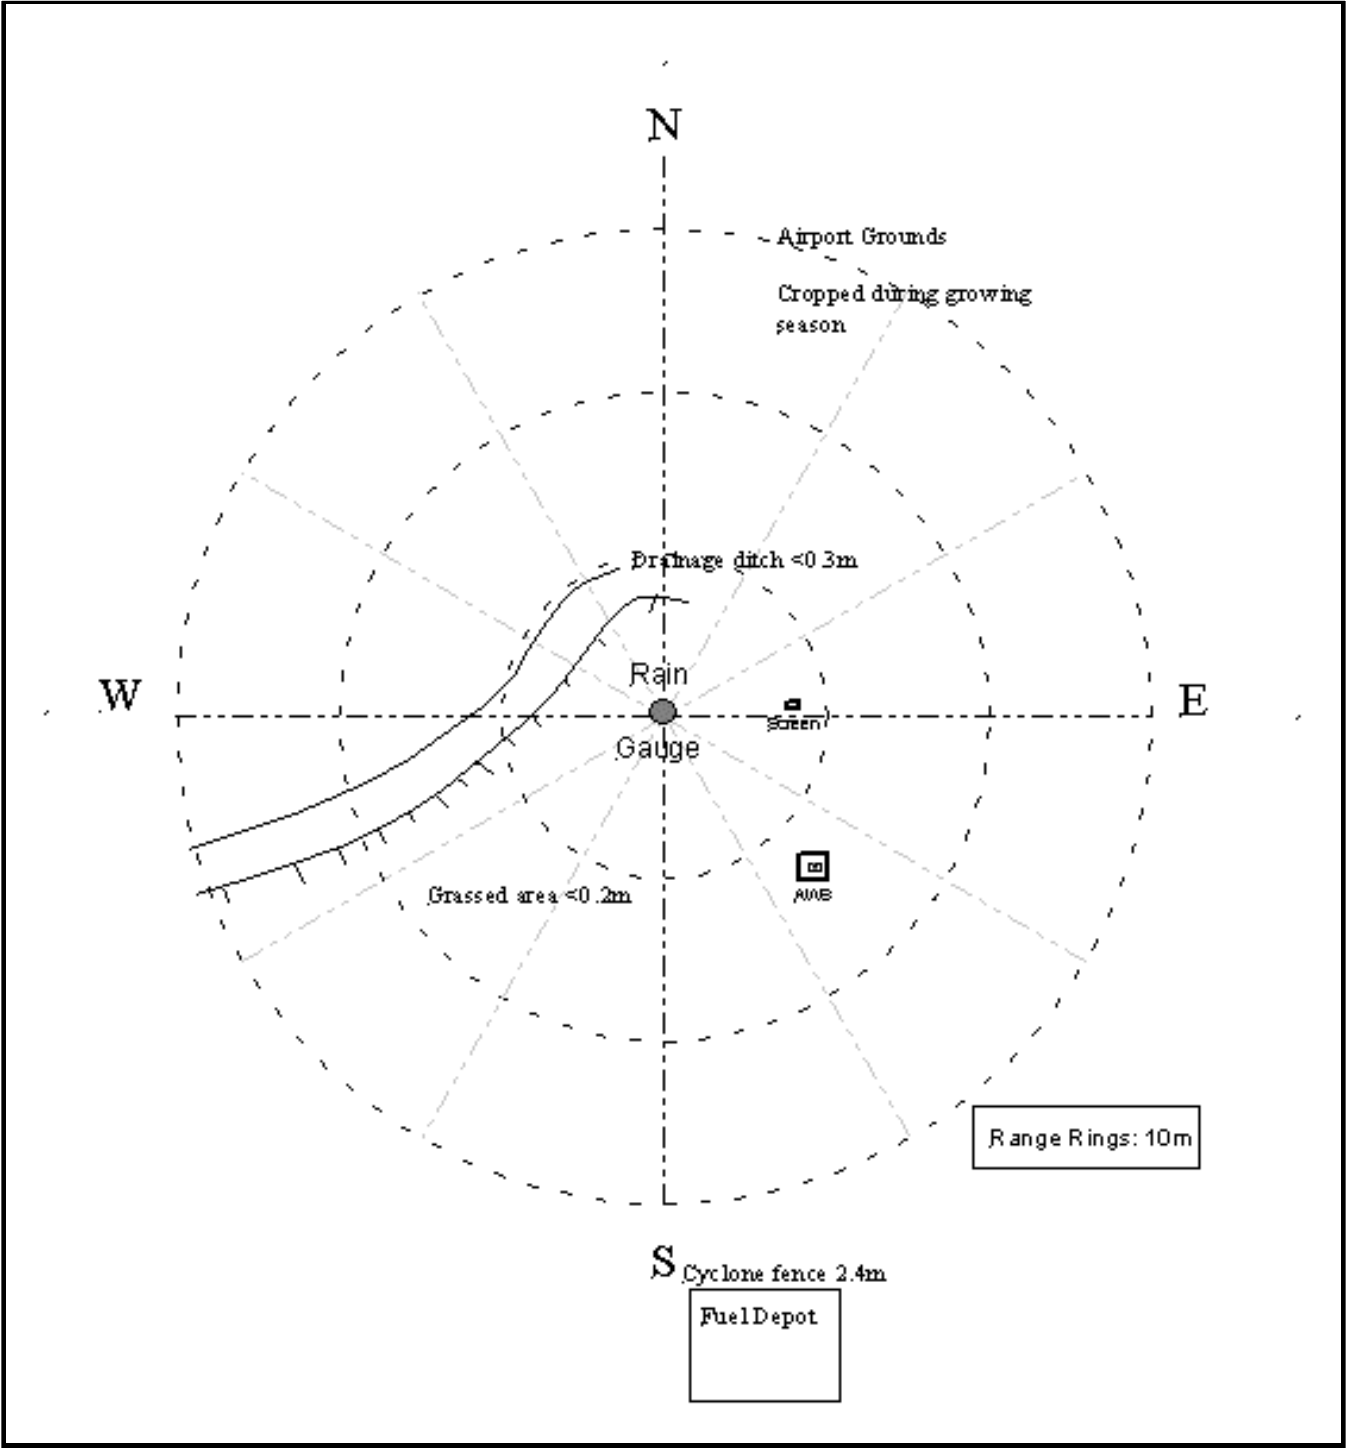 N
Airport Grounds
Cropped during growing
season
Drainage ditch <0.3m
Rain
W
E
Screen
Gauge
Grassed area <0.2m
Range Rings: 10m
S
Cyclone fence 2.4m
Fuel Depot